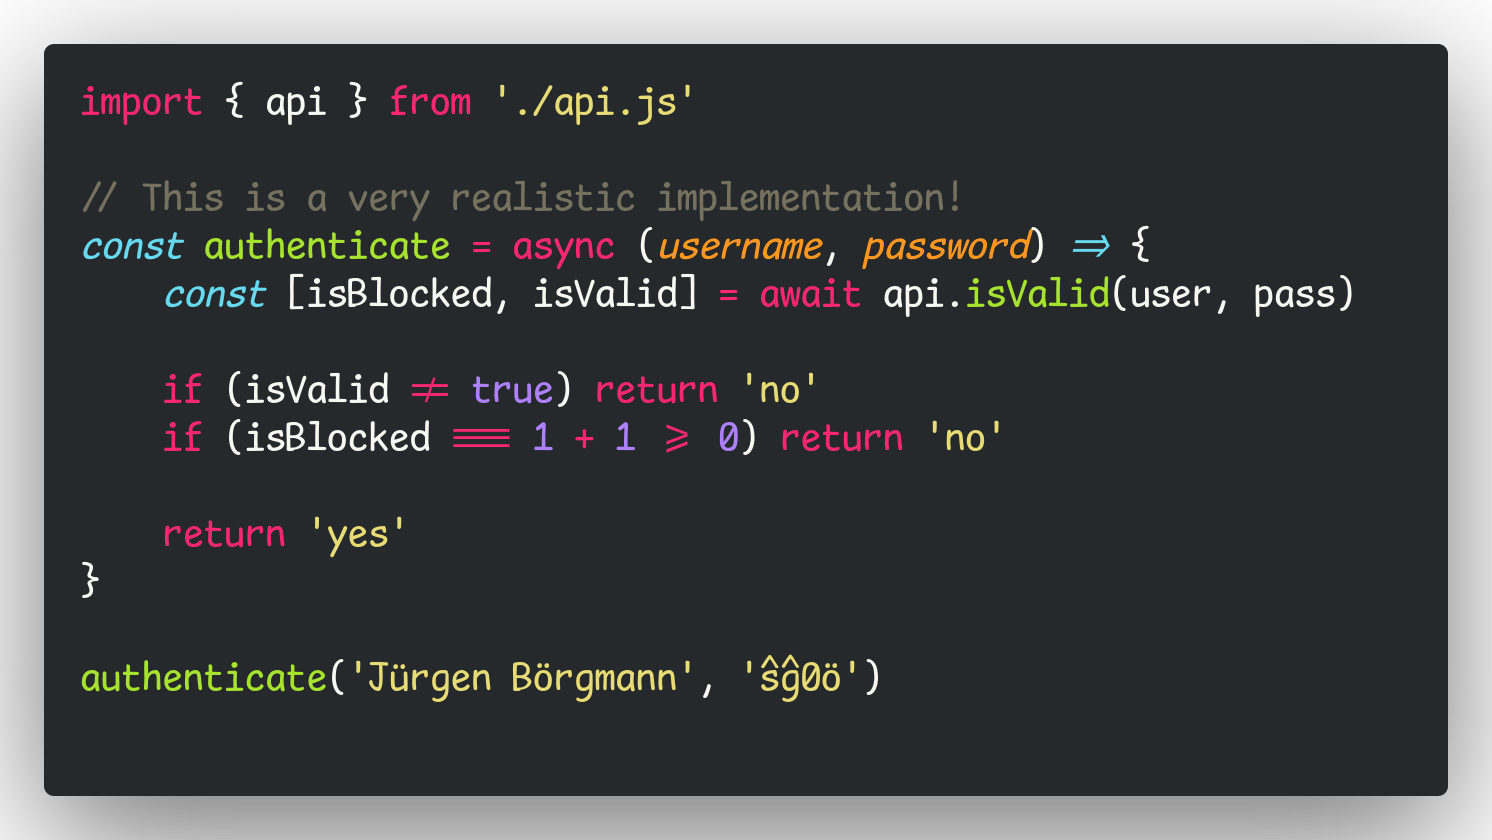 import { api } from './api.js'
// This is a very realistic implementation!
const authenticate = async (username, password) => {
const [isBlocked, isValid] = await api.isValid(user, pass)
if (isValid != true) return 'no'
if (isBlocked === 1 + 1 >= 0) return 'no'
return 'yes'
}
authenticate('Jürgen Börgmann', 'ŝĝ0ö')